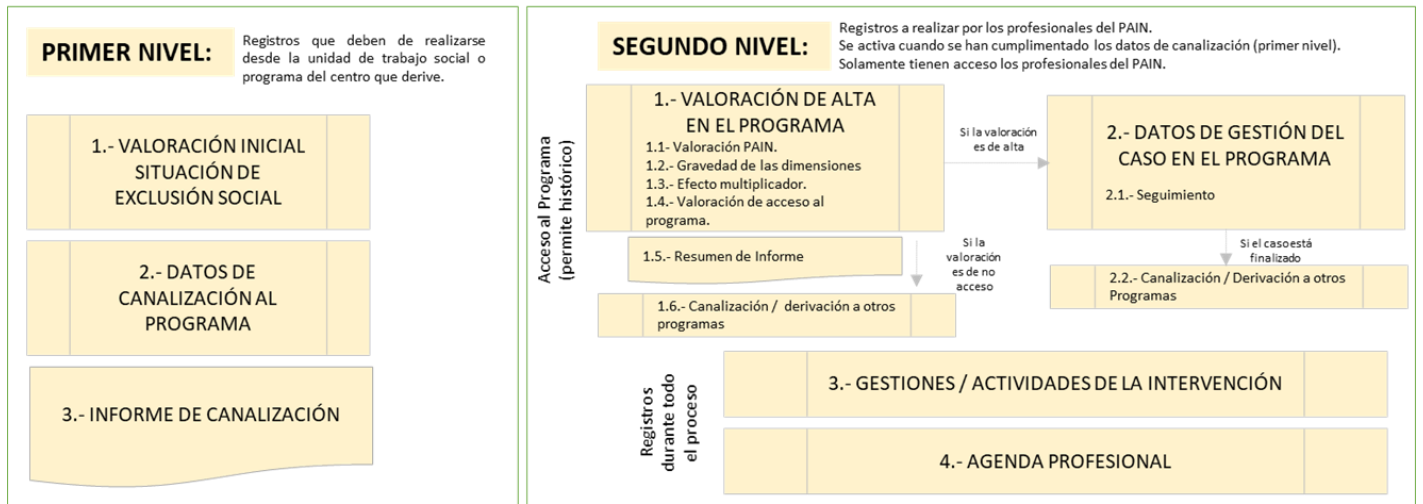 PRIMER NIVEL:
Registros que deben de realizarse
desde la unidad de trabajo social o
programa del centro que derive.
1.- VALORACIÓN INICIAL
SITUACIÓN DE
EXCLUSIÓN SOCIAL
2.- DATOS DE
CANALIZACIÓN AL
PROGRAMA
3.- INFORME DE CANALIZACIÓN
SEGUNDO NIVEL:
Registros a realizar por los profesionales del PAIN.
Se activa cuando se han cumplimentado los datos de canalización (primer nivel).
Solamente tienen acceso los profesionales del PAIN.
Acceso al Programa
(permite histórico)
1.- VALORACIÓN DE ALTA
EN EL PROGRAMA
1.1- Valoración PAIN.
1.2.- Gravedad de las dimensiones
1.3.- Efecto multiplicador.
1.4.- Valoración de acceso al
programa.
Si la valoración
es de alta
2.- DATOS DE GESTIÓN DEL
CASO EN EL PROGRAMA
2.1.- Seguimiento
1.5.- Resumen de Informe
Si la
valoración
es de no
acceso
Si el caso está
finalizado
1.6.- Canalización / derivación a otros
programas
2.2.- Canalización / Derivación a otros
Programas
Registros
durante todo
el proceso
3.- GESTIONES / ACTIVIDADES DE LA INTERVENCIÓN
4.- AGENDA PROFESIONAL